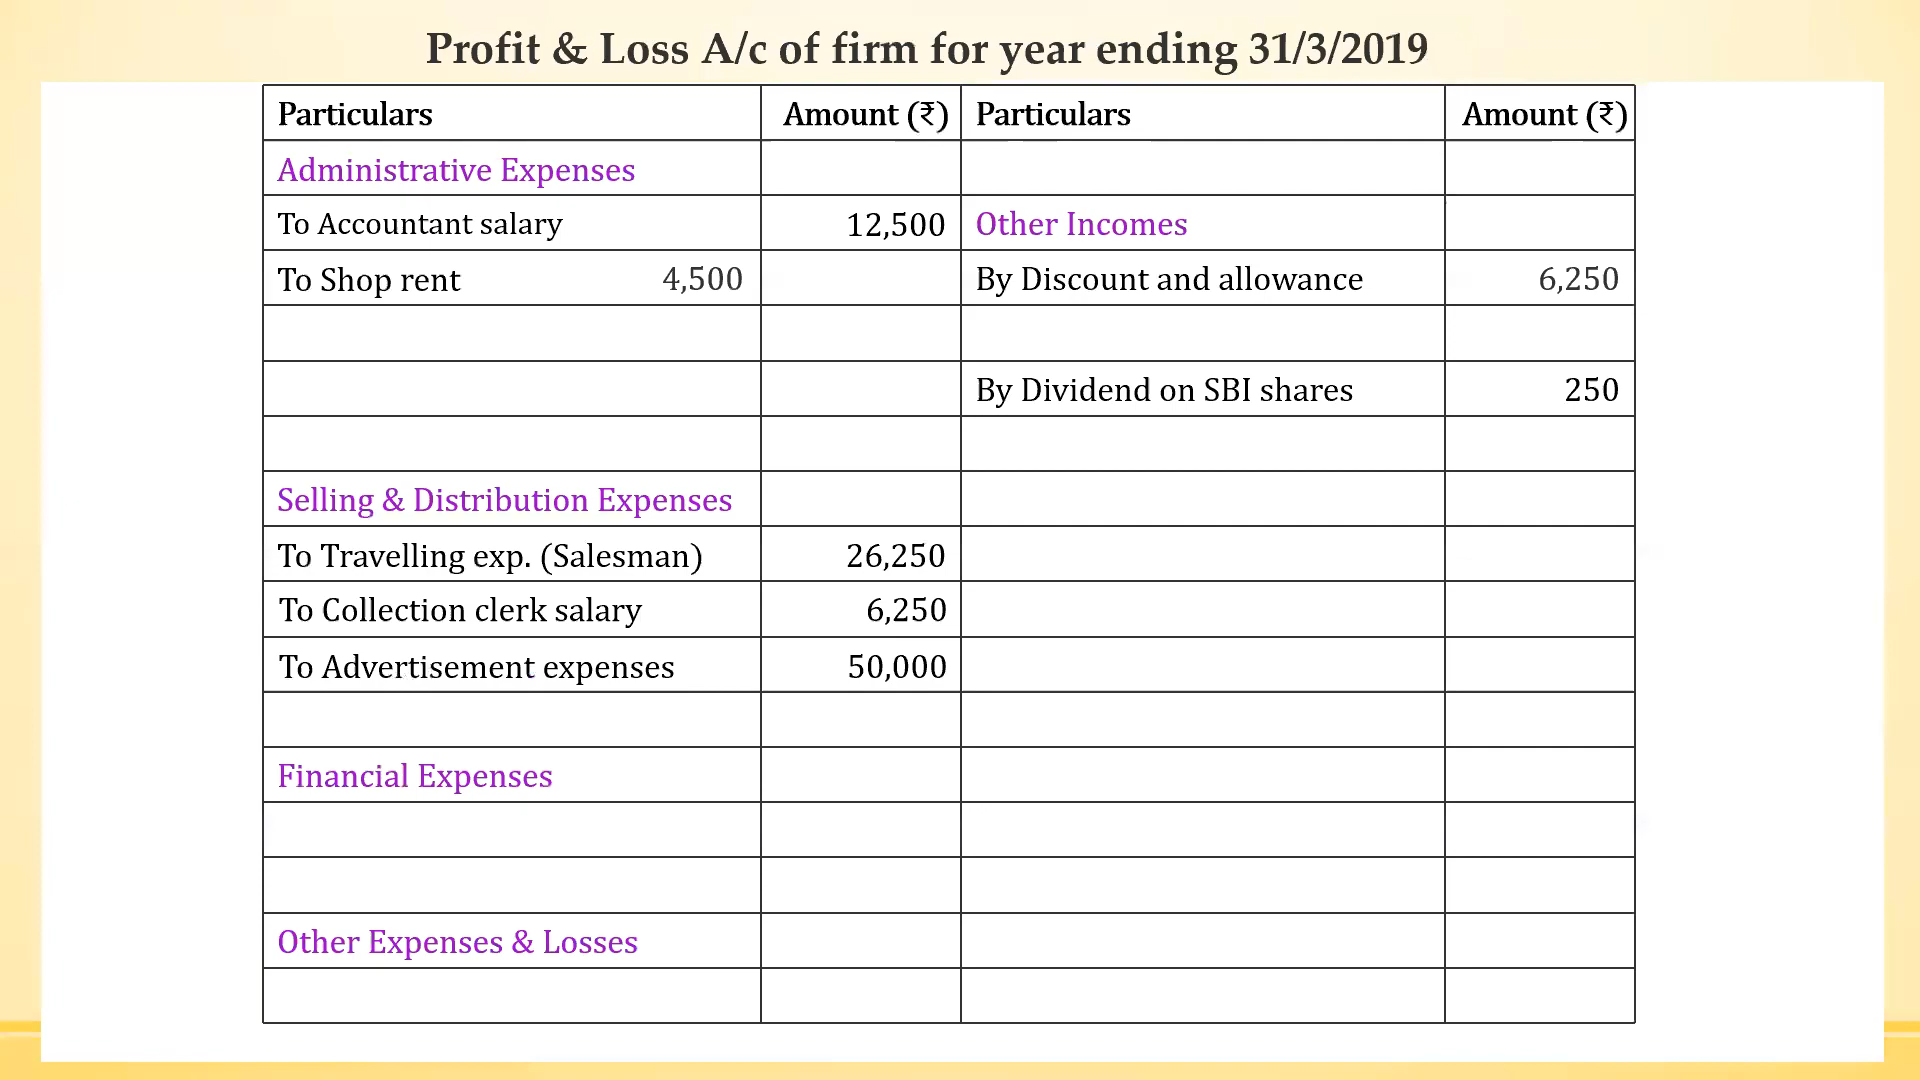 Profit & Loss A/c of firm for year ending 31/3/2019
Particulars Amount (₹) Particulars Amount (₹)
Administrative Expenses
To Accountant salary 12,500 Other Incomes
To Shop rent 4,500 By Discount and allowance 6,250
By Dividend on SBI shares 250
Selling & Distribution Expenses
To Travelling exp. (Salesman) 26,250
To Collection clerk salary 6,250
To Advertisement expenses 50,000
Financial Expenses
Other Expenses & Losses